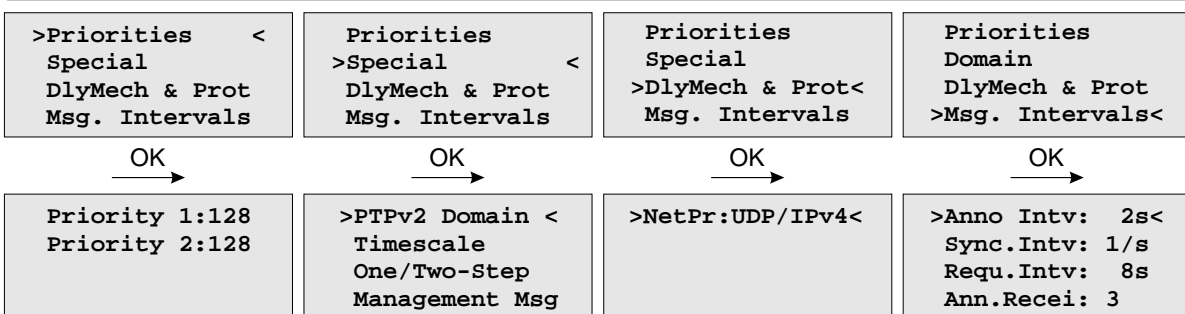 >Priorities   <
Special
DlyMech & Prot
Msg. Intervals
Priorities
>Special      <
DlyMech & Prot
Msg. Intervals
Priorities
Special
>DlyMech & Prot<
Msg. Intervals
Priorities
Domain
DlyMech & Prot
>Msg. Intervals<
OK
OK
OK
OK
Priority 1:128
Priority 2:128
>PTPv2 Domain <
Timescale
One/Two-Step
Management Msg
>NetPr:UDP/IPv4<
>Anno Intv:  2s<
Sync.Intv: 1/s
Requ.Intv:  8s
Ann.Recei: 3